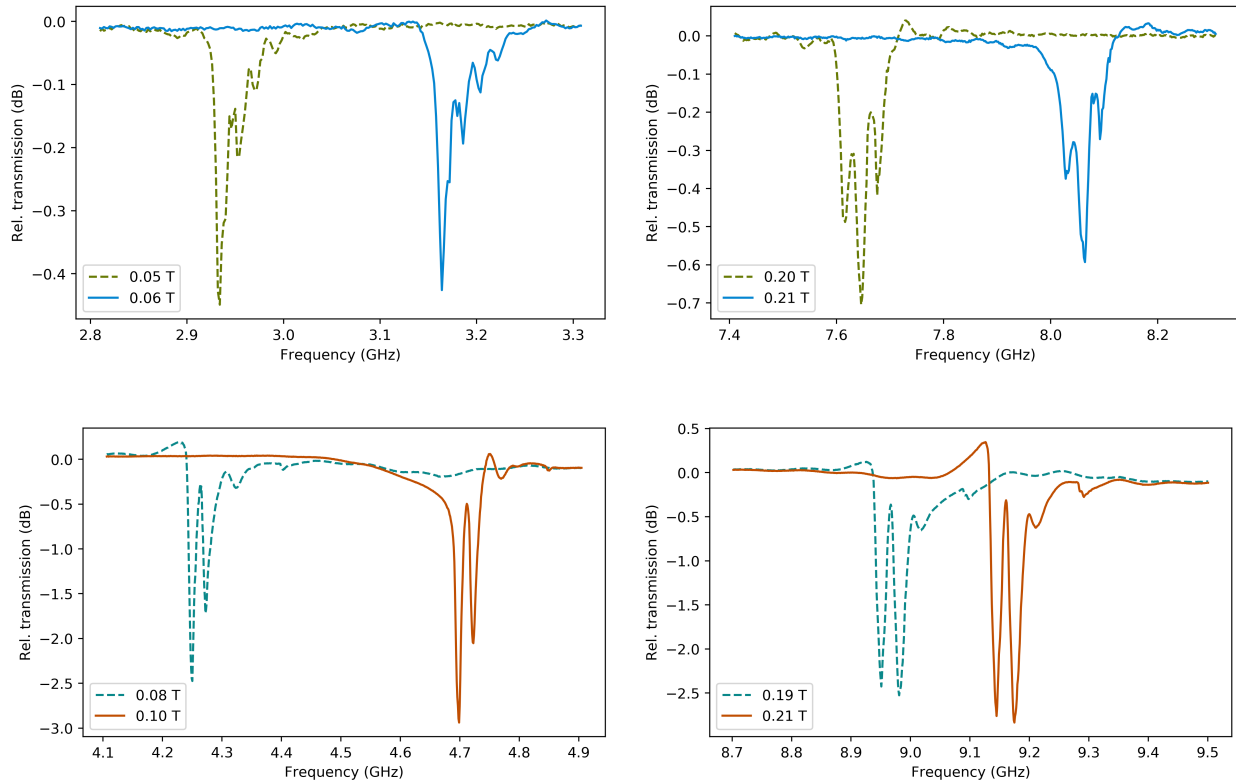 Rel. transmission (dB)
0.0
−0.1
−0.2
−0.3
−0.4
0.05 T
0.06 T
2.8 2.9 3.0 3.1 3.2 3.3
Frequency (GHz)
Rel. transmission (dB)
0.0
−0.1
−0.2
−0.3
−0.4
−0.5
−0.6
−0.7
0.20 T
0.21 T
7.4 7.6 7.8 8.0 8.2
Frequency (GHz)
Rel. transmission (dB)
0.0
−0.5
−1.0
−1.5
−2.0
−2.5
−3.0
0.08 T
0.10 T
4.1 4.2 4.3 4.4 4.5 4.6 4.7 4.8 4.9
Frequency (GHz)
Rel. transmission (dB)
0.5
0.0
−0.5
−1.0
−1.5
−2.0
−2.5
0.19 T
0.21 T
8.7 8.8 8.9 9.0 9.1 9.2 9.3 9.4 9.5
Frequency (GHz)